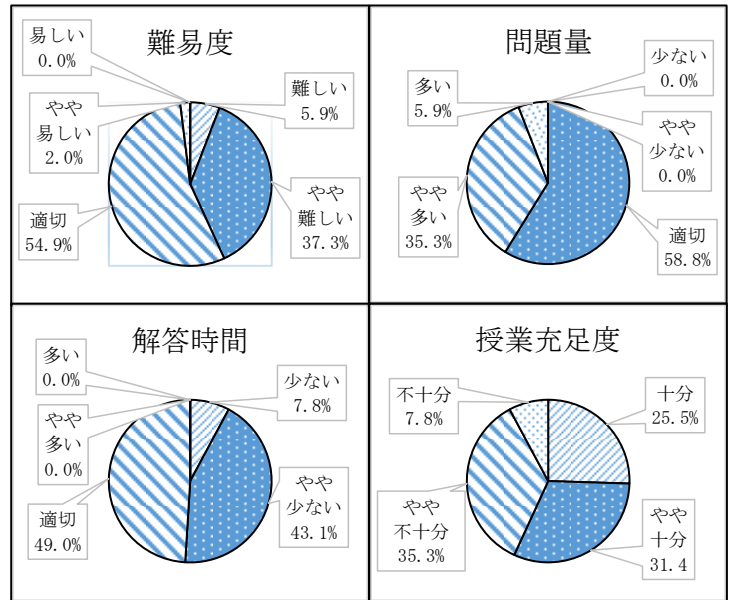 難易度
易しい
0.0%
難しい
5.9%
やや
易しい
2.0%
やや
難しい
37.3%
適切
54.9%
問題量
少ない
0.0%
多い
5.9%
やや
少ない
0.0%
やや
多い
35.3%
適切
58.8%
解答時間
多い
0.0%
少ない
7.8%
やや
多い
0.0%
やや
少ない
43.1%
適切
49.0%
授業充足度
不十分
7.8%
十分
25.5%
やや
不十分
35.3%
やや
十分
31.4